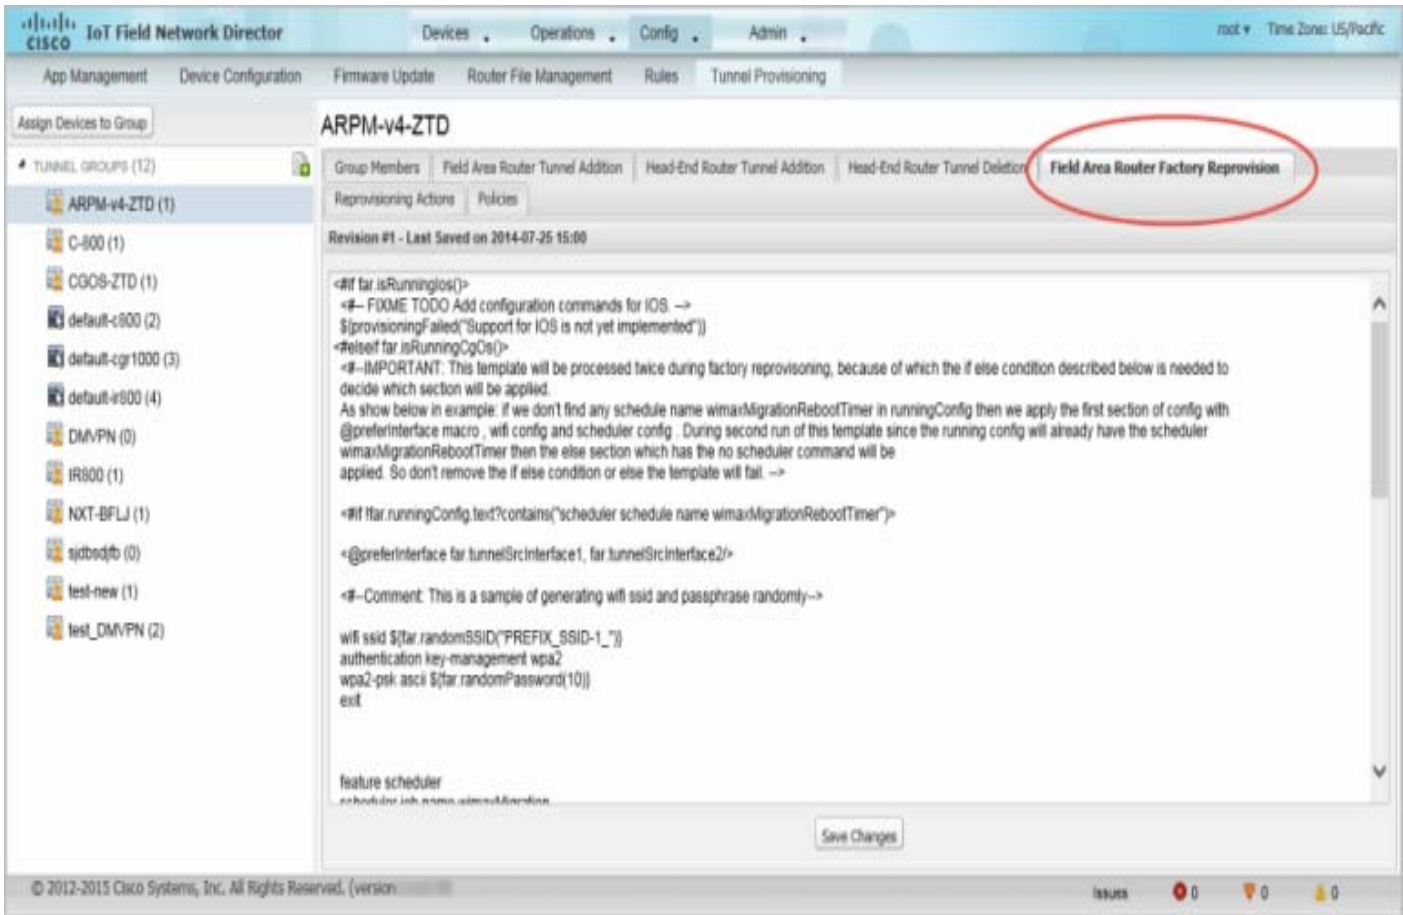 CISCO IoT Field Network Director
Devices Operations Config Admin
root Time Zone: US/Pacific
App Management Device Configuration Firmware Update Router File Management Rules Tunnel Provisioning
Assign Devices to Group
TUNNEL GROUPS (12)
ARPM-v4-ZTD (1)
C-800 (1)
CGOS-ZTD (1)
default-c800 (2)
default-cgr1000 (3)
default-ir800 (4)
DMVPN (0)
IR800 (1)
NXT-BFLJ (1)
sjdbsdjfb (0)
test-new (1)
test_DMVPN (2)
ARPM-v4-ZTD
Group Members Field Area Router Tunnel Addition Head-End Router Tunnel Addition Head-End Router Tunnel Deletion Field Area Router Factory Reprovision
Reprovisioning Actions Policies
Revision #1 - Last Saved on 2014-07-25 15:00
<#if far.isRunningIos()>
<#-- FIXME TODO Add configuration commands for IOS. -->
${provisioningFailed("Support for IOS is not yet implemented")}
<#elseif far.isRunningCgOs()>
<#--IMPORTANT: This template will be processed twice during factory reprovisoning, because of which the if else condition described below is needed to
decide which section will be applied.
As show below in example: if we don't find any schedule name wimaxMigrationRebootTimer in runningConfig then we apply the first section of config with
@preferInterface macro , wifi config and scheduler config . During second run of this template since the running config will already have the scheduler
wimaxMigrationRebootTimer then the else section which has the no scheduler command will be
applied. So don't remove the if else condition or else the template will fail. -->
<#if !far.runningConfig.text?contains("scheduler schedule name wimaxMigrationRebootTimer")>
<@preferInterface far.tunnelSrcInterface1, far.tunnelSrcInterface2/>
<#--Comment: This is a sample of generating wifi ssid and passphrase randomly-->
wifi ssid ${far.randomSSID("PREFIX_SSID-1_")}
authentication key-management wpa2
wpa2-psk ascii ${far.randomPassword(10)}
exit
feature scheduler
scheduler job name wimaxMigration
Save Changes
© 2012-2015 Cisco Systems, Inc. All Rights Reserved. (version
Issues 0 0 0